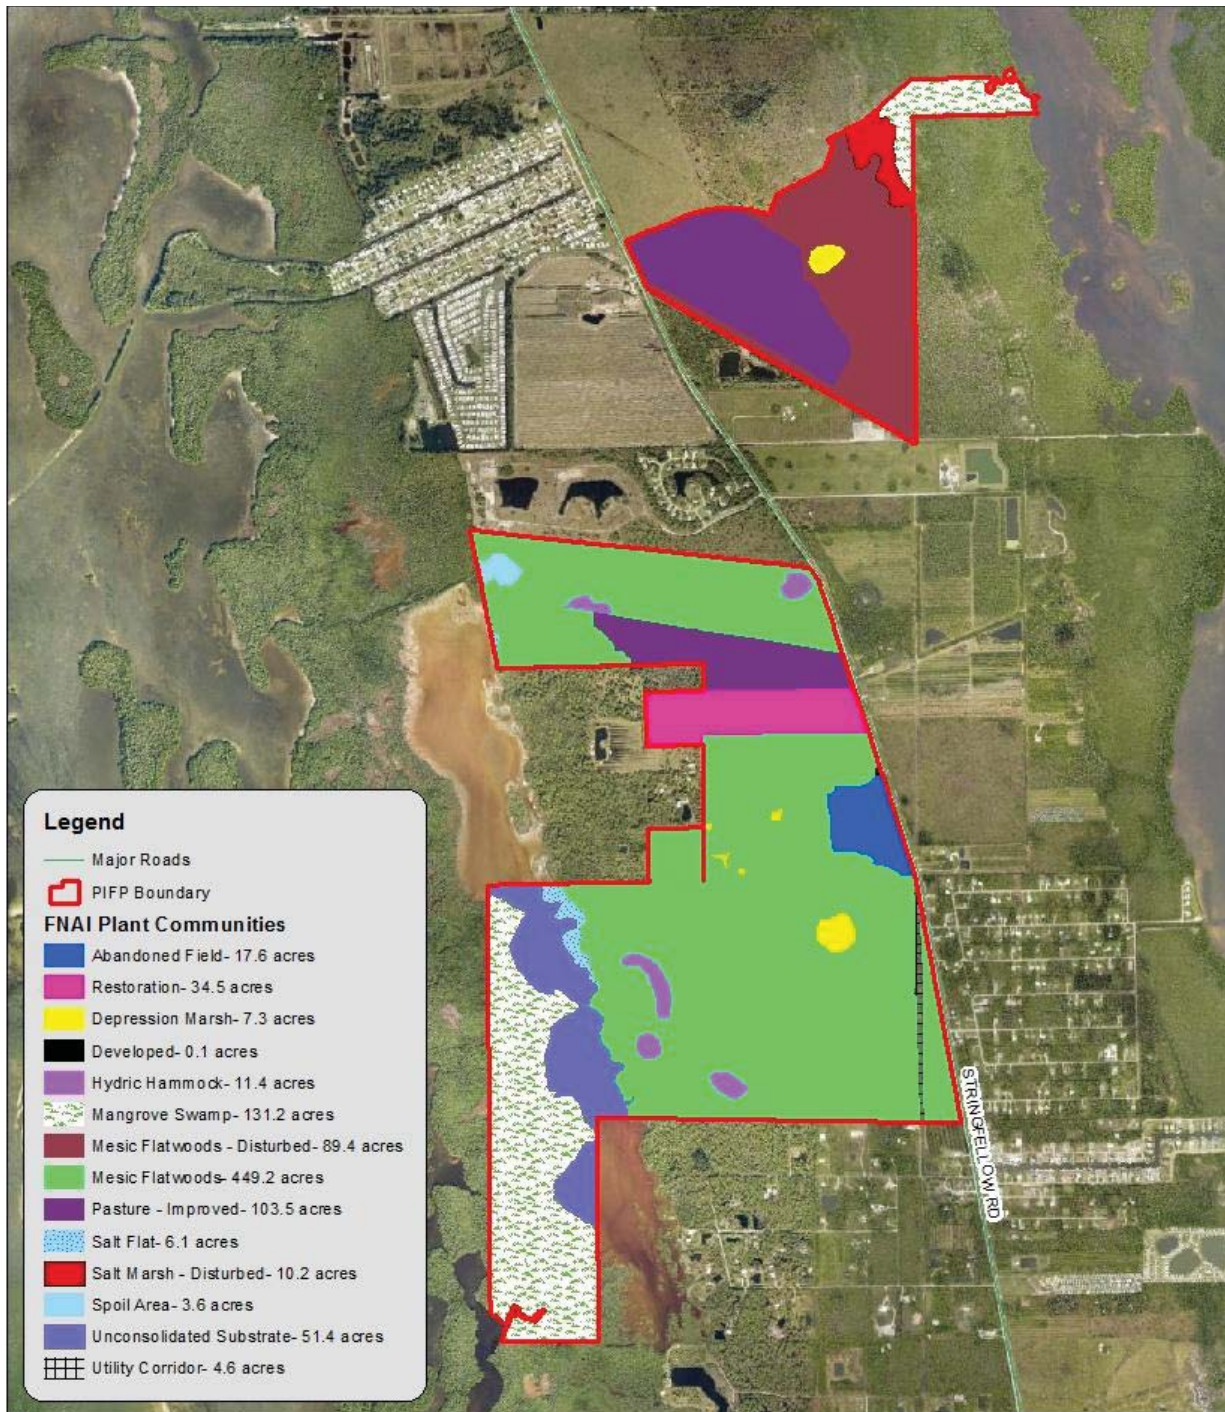 Legend
Major Roads
PIFP Boundary
FNAI Plant Communities
Abandoned Field- 17.6 acres
Restoration- 34.5 acres
Depression Marsh- 7.3 acres
Developed- 0.1 acres
Hydric Hammock- 11.4 acres
Mangrove Swamp- 131.2 acres
Mesic Flatwoods - Disturbed- 89.4 acres
Mesic Flatwoods- 449.2 acres
Pasture - Improved- 103.5 acres
Salt Flat- 6.1 acres
Salt Marsh - Disturbed- 10.2 acres
Spoil Area- 3.6 acres
Unconsolidated Substrate- 51.4 acres
Utility Corridor- 4.6 acres
STRINGFELLOW RD